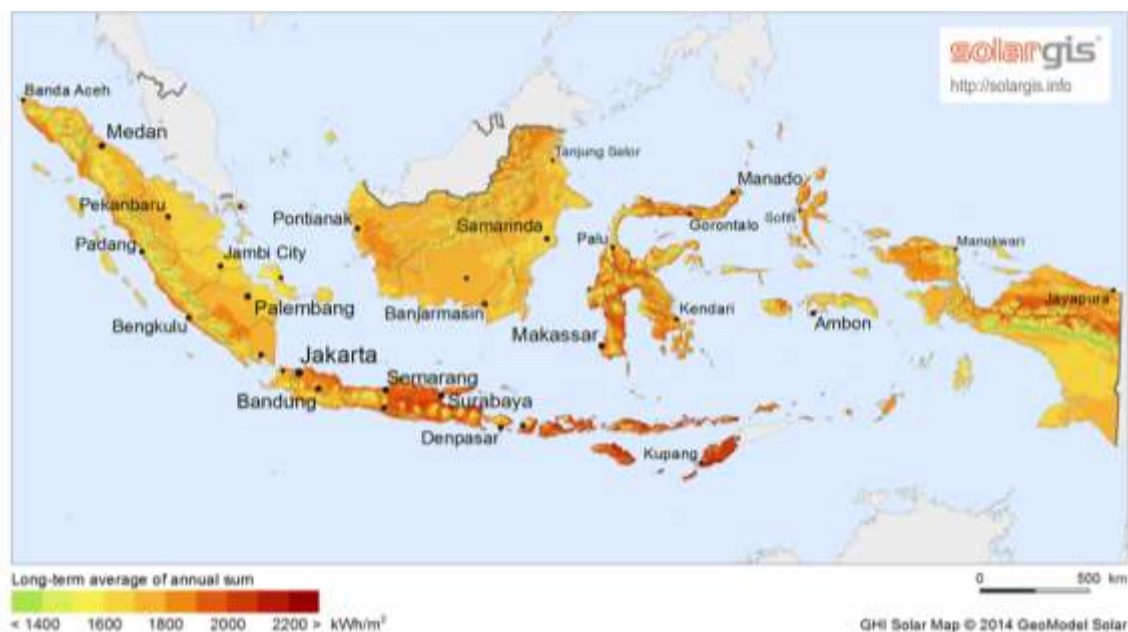 solargis
http://solargis.info
Banda Aceh
Medan
Tanjung Selor
Manado
Pekanbaru
Pontianak
Samarinda
Gorontalo
Sofifi
Padang
Jambi City
Palu
Manokwari
Palembang
Jayapura
Bengkulu
Banjarmasin
Kendari
Ambon
Makassar
Jakarta
Semarang
Bandung
Surabaya
Denpasar
Kupang
Long-term average of annual sum
< 1400 1600 1800 2000 2200 > kWh/m²
0 500 km
GHI Solar Map © 2014 GeoModel Solar